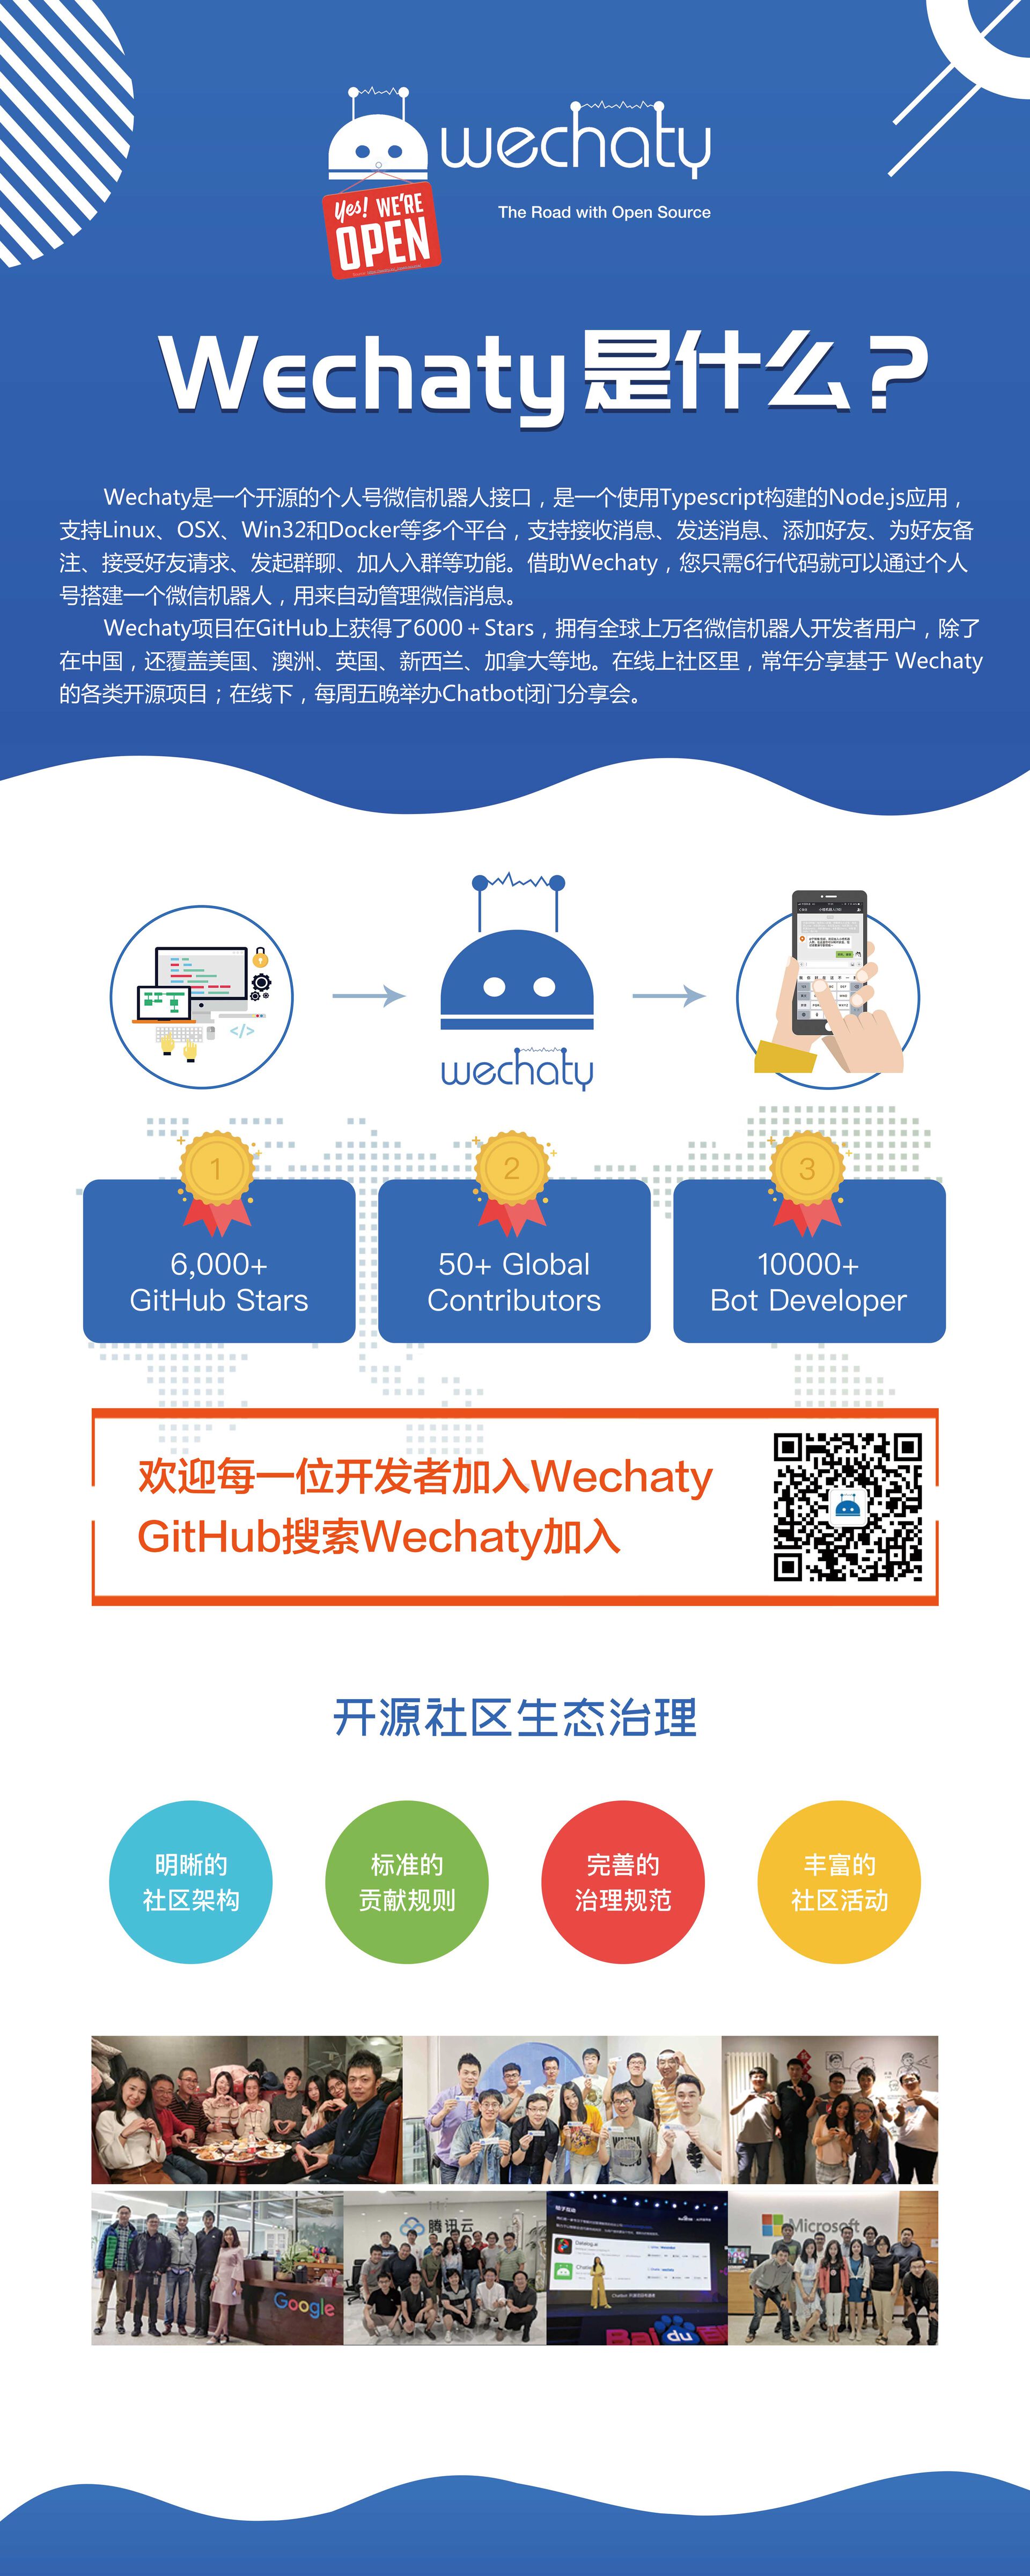 wechaty
Yes! WE'RE
OPEN
The Road with Open Source
Wechaty是什么?
Wechaty是一个开源的个人号微信机器人接口，是一个使用Typescript构建的Node.js应用，
支持Linux、OSX、Win32和Docker等多个平台，支持接收消息、发送消息、添加好友、为好友备
注、接受好友请求、发起群聊、加人入群等功能。借助Wechaty，您只需6行代码就可以通过个人
号搭建一个微信机器人，用来自动管理微信消息。
Wechaty项目在GitHub上获得了6000+Stars，拥有全球上万名微信机器人开发者用户，除了
在中国，还覆盖美国、澳洲、英国、新西兰、加拿大等地。在线上社区里，常年分享基于 Wechaty
的各类开源项目；在线下，每周五晚举办Chatbot闭门分享会。
</>
wechaty
1
2
3
6,000+
GitHub Stars
50+ Global
Contributors
10000+
Bot Developer
欢迎每一位开发者加入Wechaty
GitHub搜索Wechaty加入
开源社区生态治理
明晰的
社区架构
标准的
贡献规则
完善的
治理规范
丰富的
社区活动
Google
腾讯云
Baidu
Microsoft